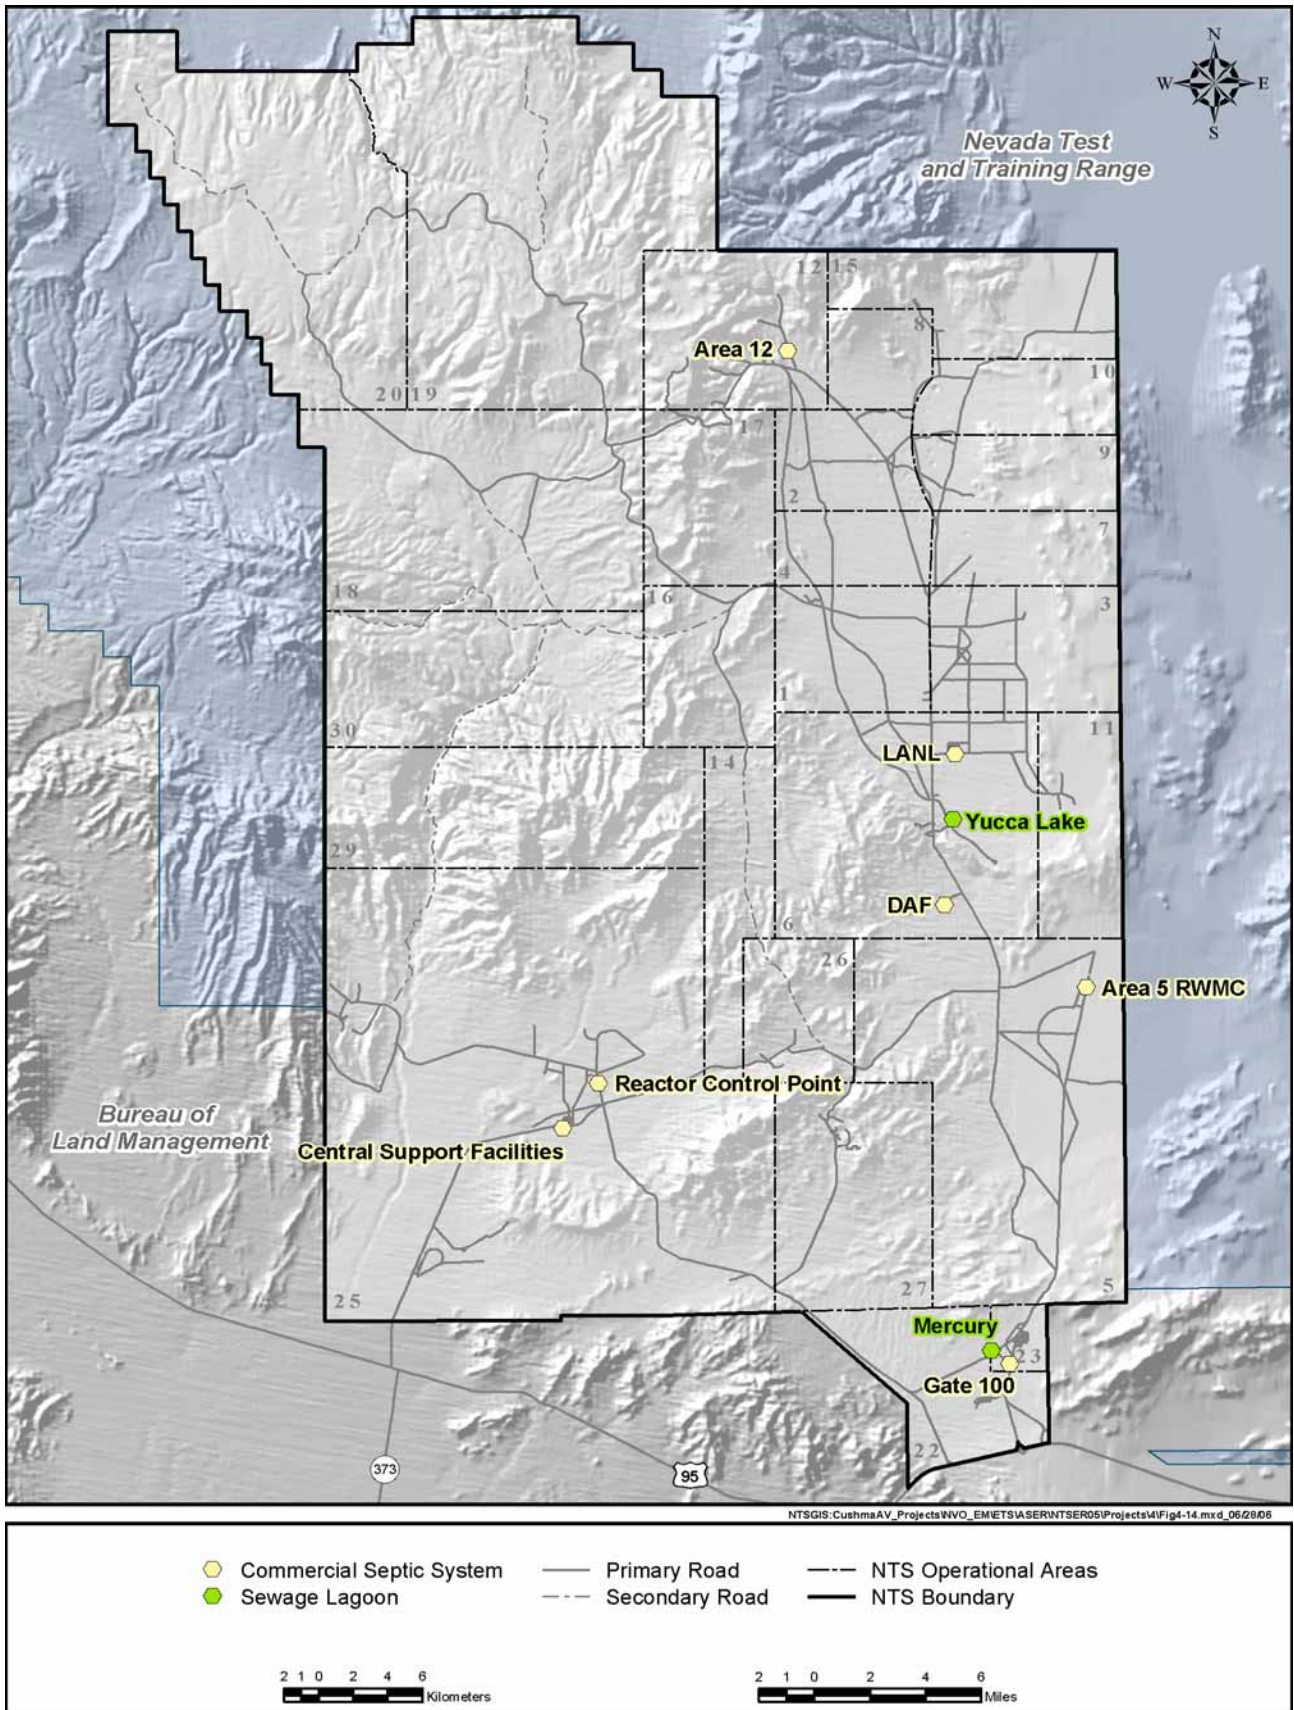 N
W E
S
Nevada Test
and Training Range
12 15
8
Area 12
10
20 19
17
9
2
7
4
18
16
3
1
30
11
14
LANL
Yucca Lake
29
DAF
6
26
Area 5 RWMC
Reactor Control Point
Bureau of
Land Management
Central Support Facilities
25
27
5
Mercury
23
Gate 100
22
373
95
NTSGIS:CushmaAV_Projects\NVO_EM\ETS\ASER\NTSER05\Projects\4\Fig4-14.mxd_06/28/06
Commercial Septic System
Sewage Lagoon
Primary Road
Secondary Road
NTS Operational Areas
NTS Boundary
2 1 0 2 4 6
Kilometers
2 1 0 2 4 6
Miles